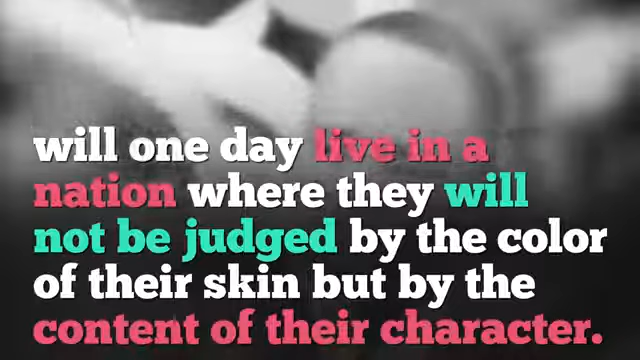 will one day live in a
nation where they will
not be judged by the color
of their skin but by the
content of their character.